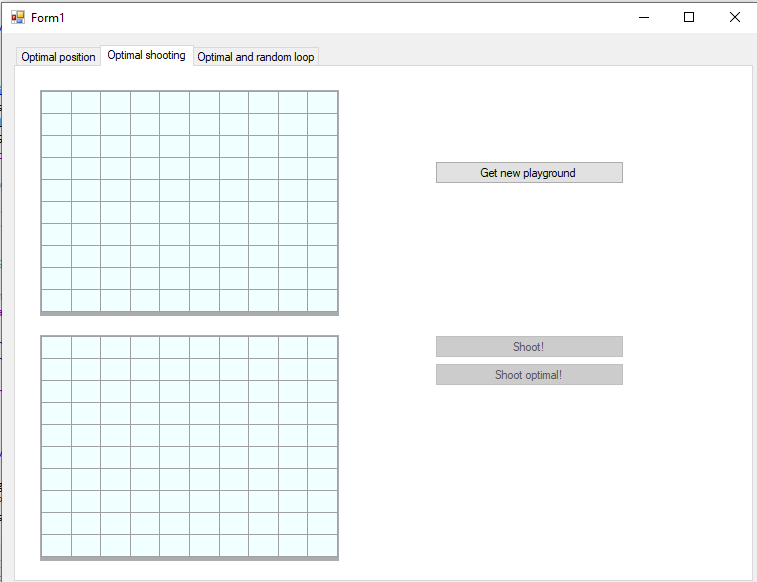 Form1
Optimal position Optimal shooting Optimal and random loop
Get new playground
Shoot!
Shoot optimal!